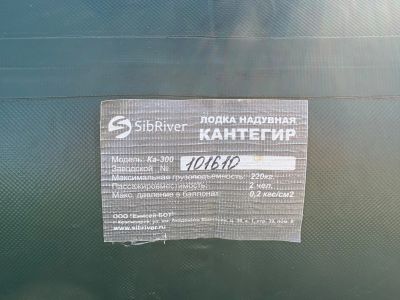 SibRiver
ЛОДКА НАДУВНАЯ
КАНТЕГИР
Модель: Ка-300
Заводской № 101610
Максимальная грузоподъемность: 220кг
Пассажировместимость: 2 чел.
Макс. давление в баллонах: 0,2 кгс/см2
ООО "Енисей-БОТ"
г. Красноярск
www.sibriver.ru